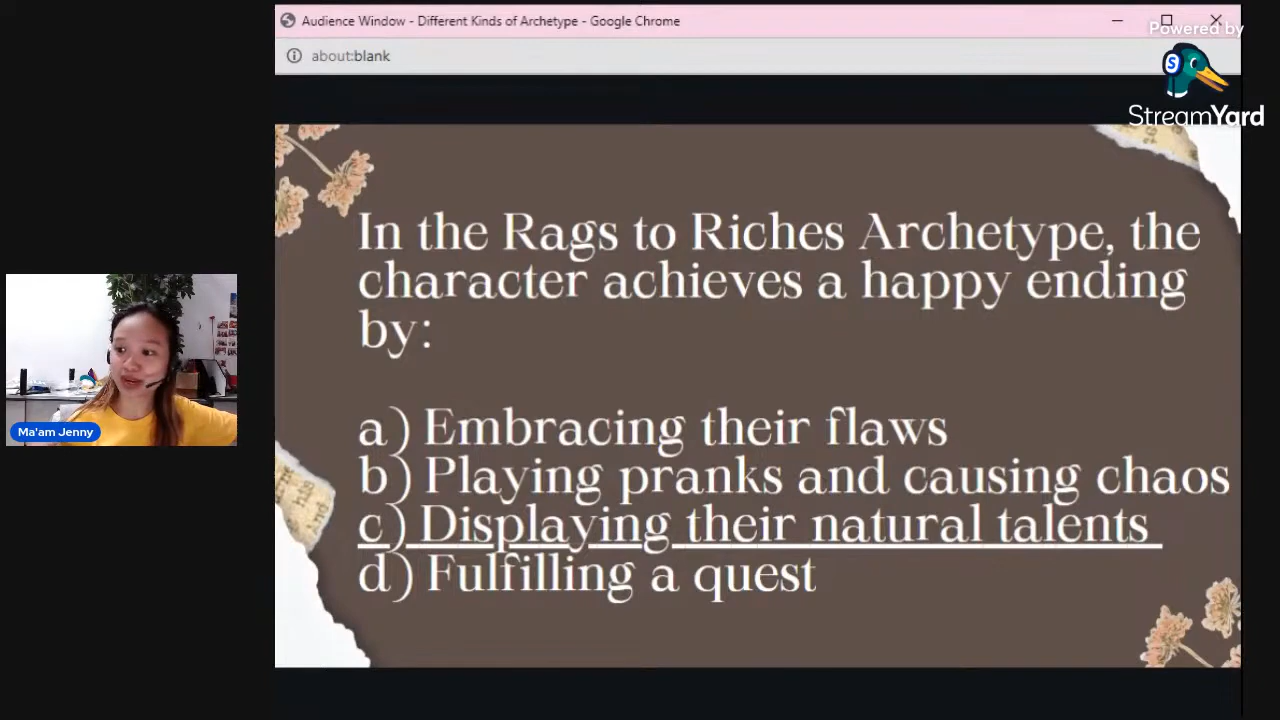 Audience Window - Different Kinds of Archetype - Google Chrome
about:blank
Powered by
StreamYard
In the Rags to Riches Archetype, the
character achieves a happy ending
by:
a) Embracing their flaws
b) Playing pranks and causing chaos
c) Displaying their natural talents
d) Fulfilling a quest
Ma'am Jenny